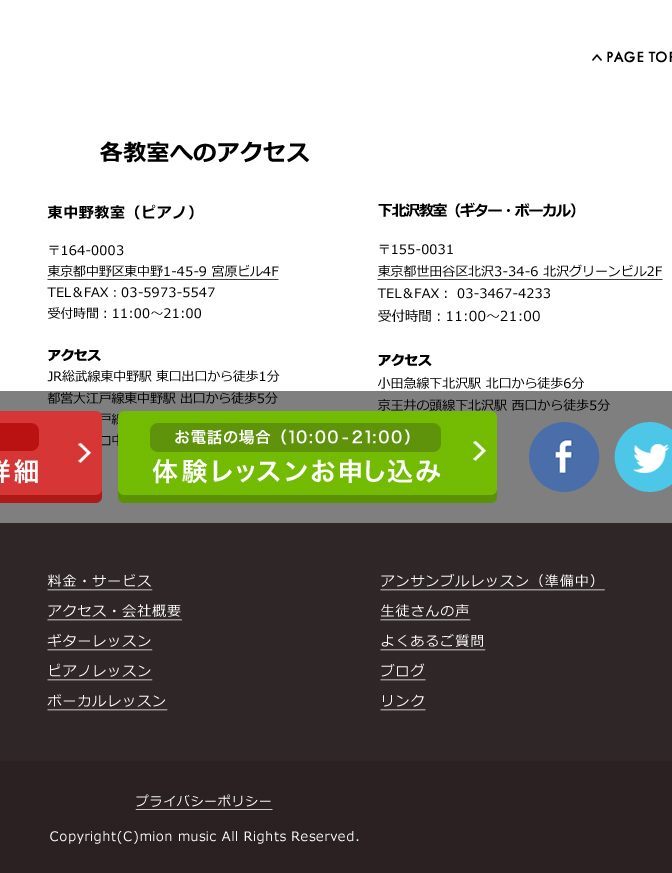 PAGE TOP
各教室へのアクセス
東中野教室（ピアノ）
〒164-0003
東京都中野区東中野1-45-9 宮原ビル4F
TEL&FAX：03-5973-5547
受付時間：11:00～21:00
アクセス
JR総武線東中野駅 東口出口から徒歩1分
都営大江戸線東中野駅 出口から徒歩5分
下北沢教室（ギター・ボーカル）
〒155-0031
東京都世田谷区北沢3-34-6 北沢グリーンビル2F
TEL&FAX： 03-3467-4233
受付時間：11:00～21:00
アクセス
小田急線下北沢駅 北口から徒歩6分
京王井の頭線下北沢駅 西口から徒歩5分
詳細
お電話の場合（10:00-21:00）
体験レッスンお申し込み
料金・サービス
アクセス・会社概要
ギターレッスン
ピアノレッスン
ボーカルレッスン
アンサンブルレッスン（準備中）
生徒さんの声
よくあるご質問
ブログ
リンク
プライバシーポリシー
Copyright(C)mion music All Rights Reserved.